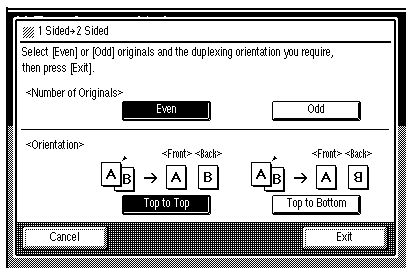 1 Sided→2 Sided
Select [Even] or [Odd] originals and the duplexing orientation you require,
then press [Exit].
<Number of Originals>
Even Odd
<Orientation>
<Front> <Back> <Front> <Back>
A B → A B A B → A B
Top to Top Top to Bottom
Cancel Exit